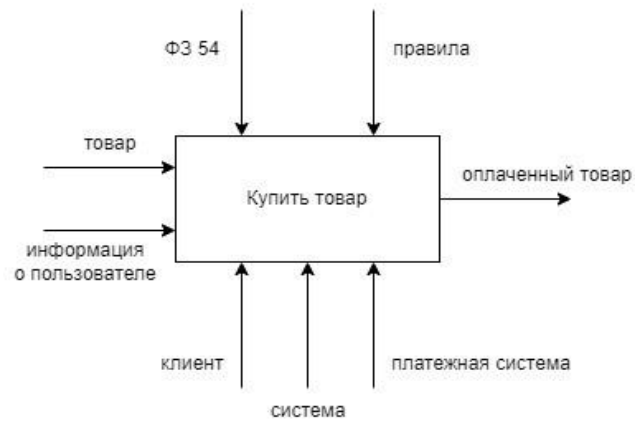 ФЗ 54
правила
товар
оплаченный товар
Купить товар
информация
о пользователе
клиент
платежная система
система